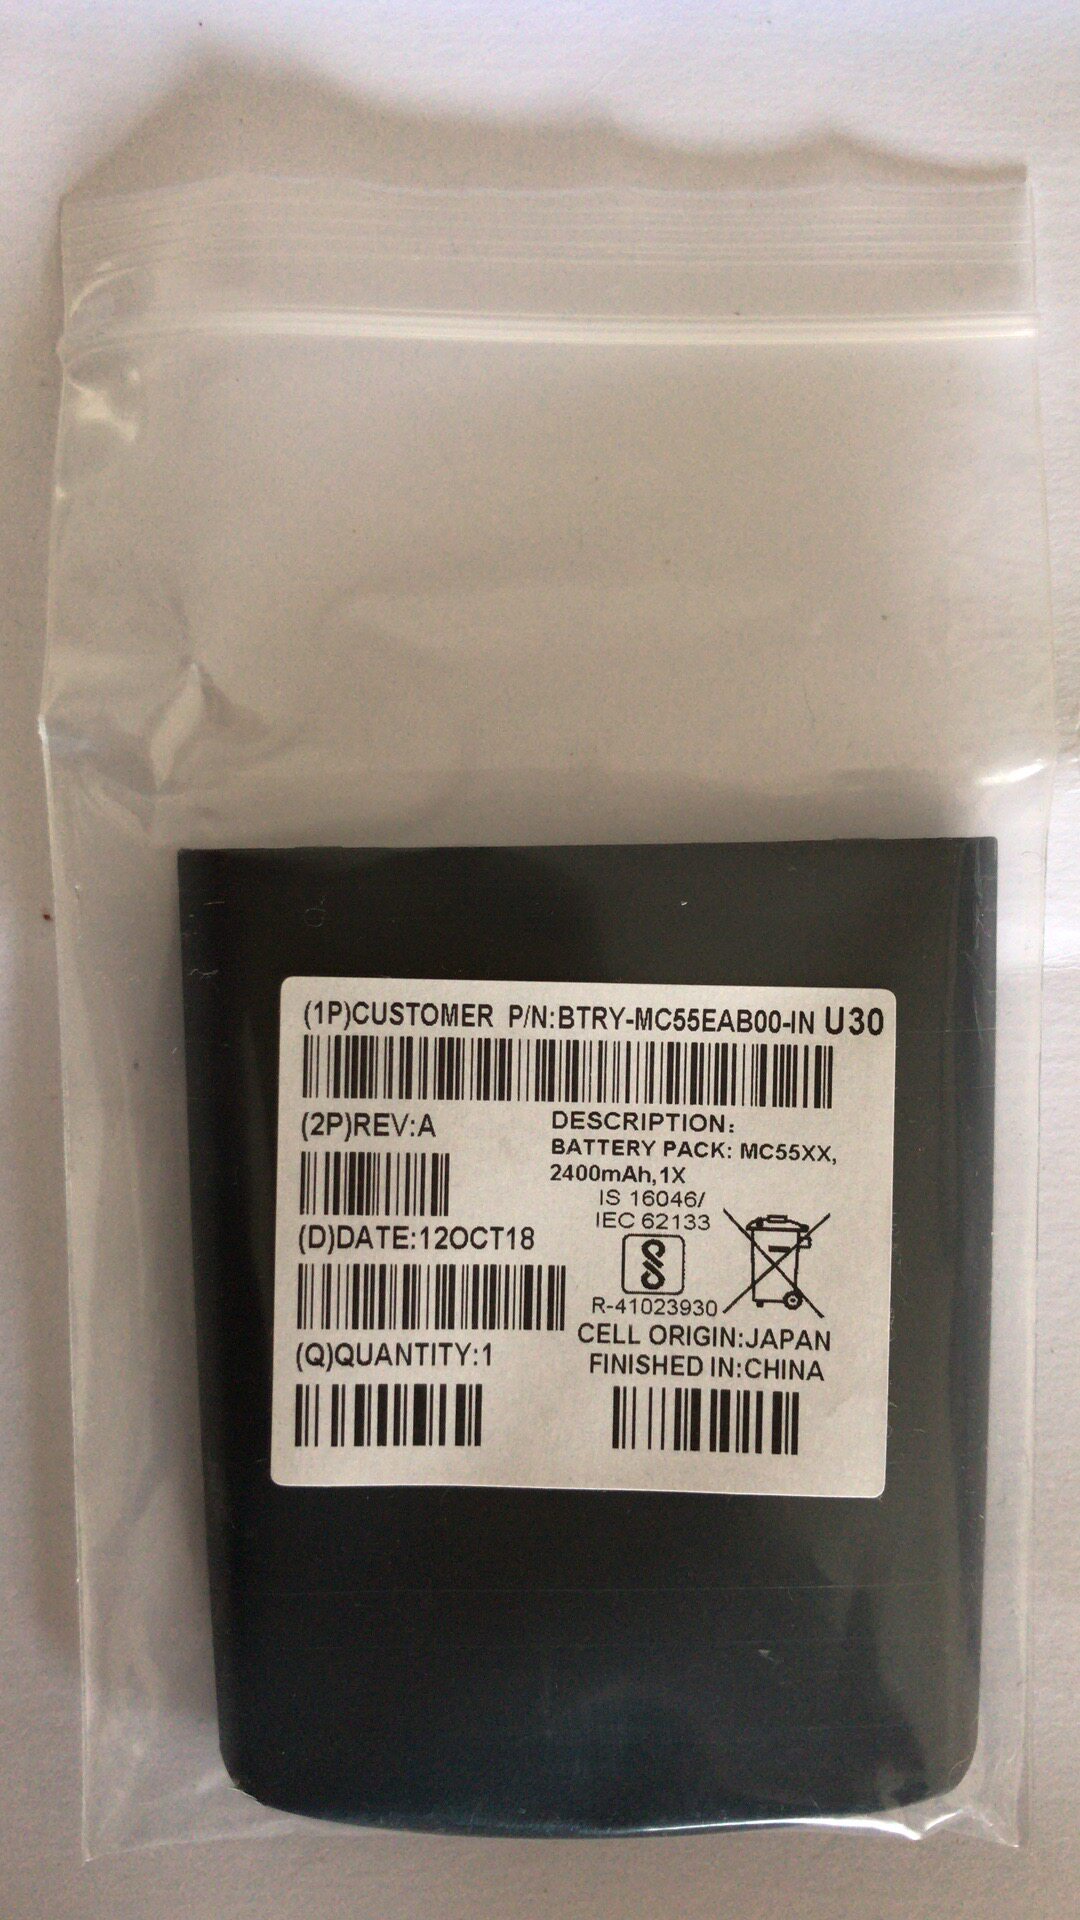 (1P)CUSTOMER P/N:BTRY-MC55EAB00-IN U30
(2P)REV:A
DESCRIPTION:
BATTERY PACK: MC55XX,
2400mAh,1X
IS 16046/
IEC 62133
(D)DATE:12OCT18
R-41023930
(Q)QUANTITY:1
CELL ORIGIN:JAPAN
FINISHED IN:CHINA